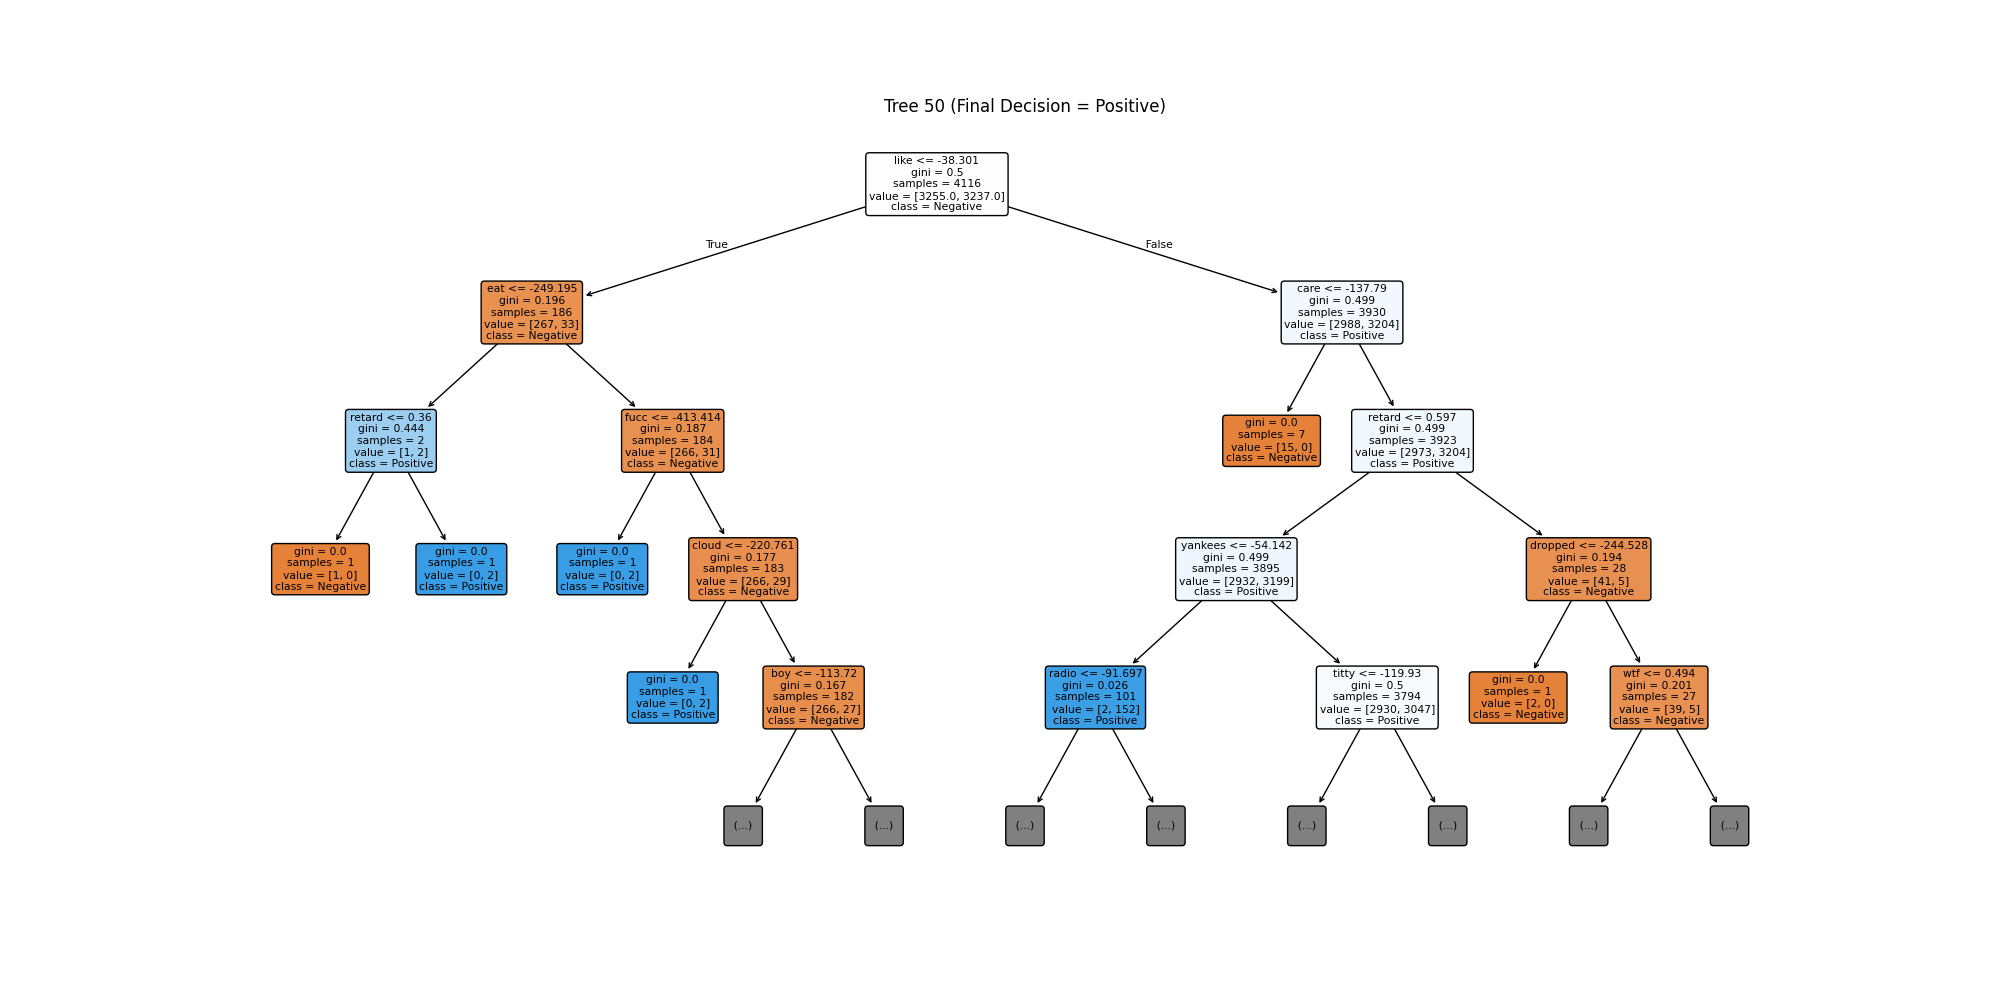 Tree 50 (Final Decision = Positive)
like <= -38.301
gini = 0.5
samples = 4116
value = [3255.0, 3237.0]
class = Negative
True
False
eat <= -249.195
gini = 0.196
samples = 186
value = [267, 33]
class = Negative
care <= -137.79
gini = 0.499
samples = 3930
value = [2988, 3204]
class = Positive
retard <= 0.36
gini = 0.444
samples = 2
value = [1, 2]
class = Positive
fucc <= -413.414
gini = 0.187
samples = 184
value = [266, 31]
class = Negative
gini = 0.0
samples = 7
value = [15, 0]
class = Negative
retard <= 0.597
gini = 0.499
samples = 3923
value = [2973, 3204]
class = Positive
gini = 0.0
samples = 1
value = [1, 0]
class = Negative
gini = 0.0
samples = 1
value = [0, 2]
class = Positive
gini = 0.0
samples = 1
value = [0, 2]
class = Positive
cloud <= -220.761
gini = 0.177
samples = 183
value = [266, 29]
class = Negative
yankees <= -54.142
gini = 0.499
samples = 3895
value = [2932, 3199]
class = Positive
dropped <= -244.528
gini = 0.194
samples = 28
value = [41, 5]
class = Negative
gini = 0.0
samples = 1
value = [0, 2]
class = Positive
boy <= -113.72
gini = 0.167
samples = 182
value = [266, 27]
class = Negative
radio <= -91.697
gini = 0.026
samples = 101
value = [2, 152]
class = Positive
titty <= -119.93
gini = 0.5
samples = 3794
value = [2930, 3047]
class = Positive
gini = 0.0
samples = 1
value = [2, 0]
class = Negative
wtf <= 0.494
gini = 0.201
samples = 27
value = [39, 5]
class = Negative
(...)
(...)
(...)
(...)
(...)
(...)
(...)
(...)